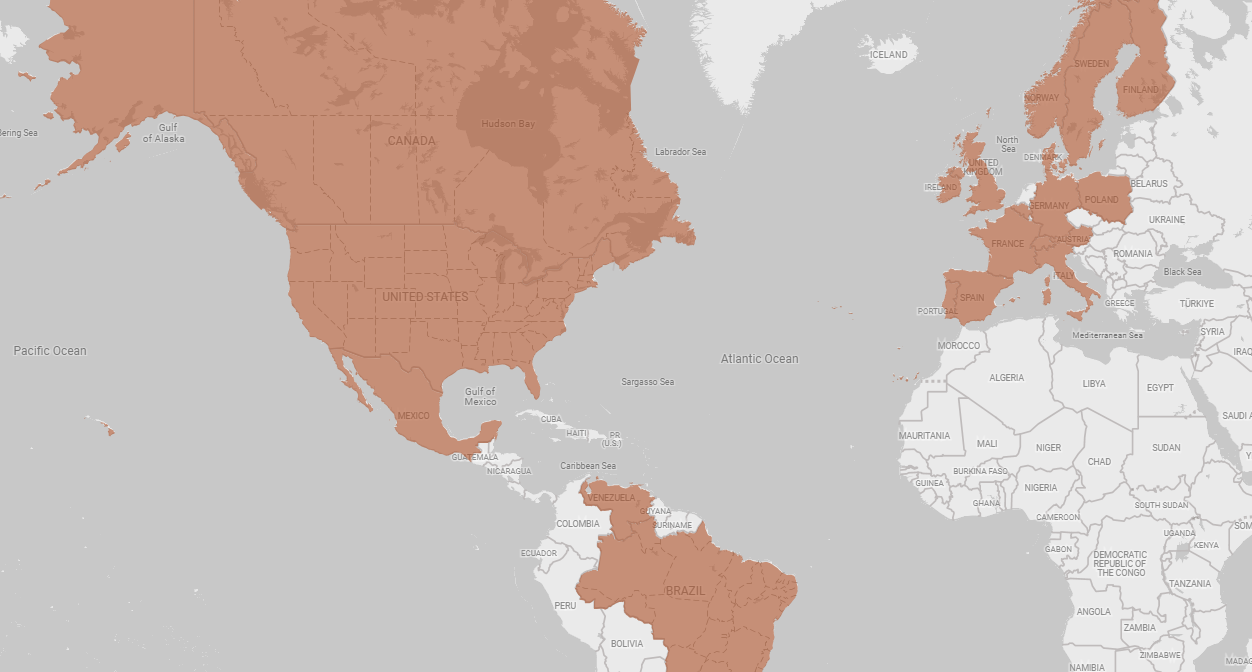 ICELAND
SWEDEN
FINLAND
NORWAY
Bering Sea
Gulf
of Alaska
Hudson Bay
CANADA
Labrador Sea
North
Sea
DENMARK
UNITED
KINGDOM
IRELAND
BELARUS
GERMANY
POLAND
UKRAINE
FRANCE
AUSTRIA
ROMANIA
Black Sea
ITALY
UNITED STATES
SPAIN
PORTUGAL
GREECE
TÜRKIYE
Mediterranean Sea
SYRIA
IRAQ
Pacific Ocean
Atlantic Ocean
MOROCCO
Sargasso Sea
ALGERIA
LIBYA
EGYPT
Gulf of
Mexico
MEXICO
CUBA
HAITI
PR
(U.S.)
SAUDI A
MAURITANIA
MALI
NIGER
SUDAN
GUATEMALA
Caribbean Sea
NICARAGUA
CHAD
BURKINA FASO
Y
GUINEA
NIGERIA
VENEZUELA
GHANA
SOUTH SUDAN
GUYANA
SURINAME
COLOMBIA
CAMEROON
SOM
UGANDA
KENYA
ECUADOR
GABON
DEMOCRATIC
REPUBLIC OF
THE CONGO
TANZANIA
BRAZIL
PERU
ANGOLA
ZAMBIA
BOLIVIA
ZIMBABWE
NAMIBIA
MADAG